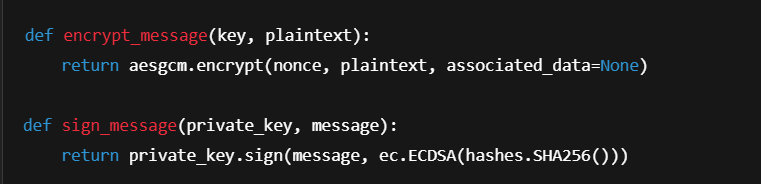 def encrypt_message(key, plaintext):
    return aesgcm.encrypt(nonce, plaintext, associated_data=None)
def sign_message(private_key, message):
    return private_key.sign(message, ec.ECDSA(hashes.SHA256()))